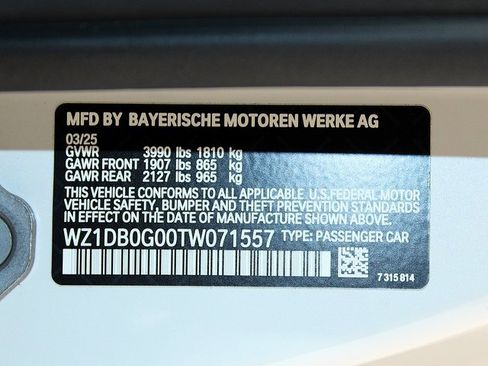 MFD BY BAYERISCHE MOTOREN WERKE AG
03/25
GVWR 3990 lbs 1810 kg
GAWR FRONT 1907 lbs 865 kg
GAWR REAR 2127 lbs 965 kg
THIS VEHICLE CONFORMS TO ALL APPLICABLE U.S.FEDERAL MOTOR
VEHICLE SAFETY, BUMPER AND THEFT PREVENTION STANDARDS
IN EFFECT ON THE DATE OF MANUFACTURE SHOWN ABOVE.
WZ1DB0G00TW071557 TYPE: PASSENGER CAR
7 315 814